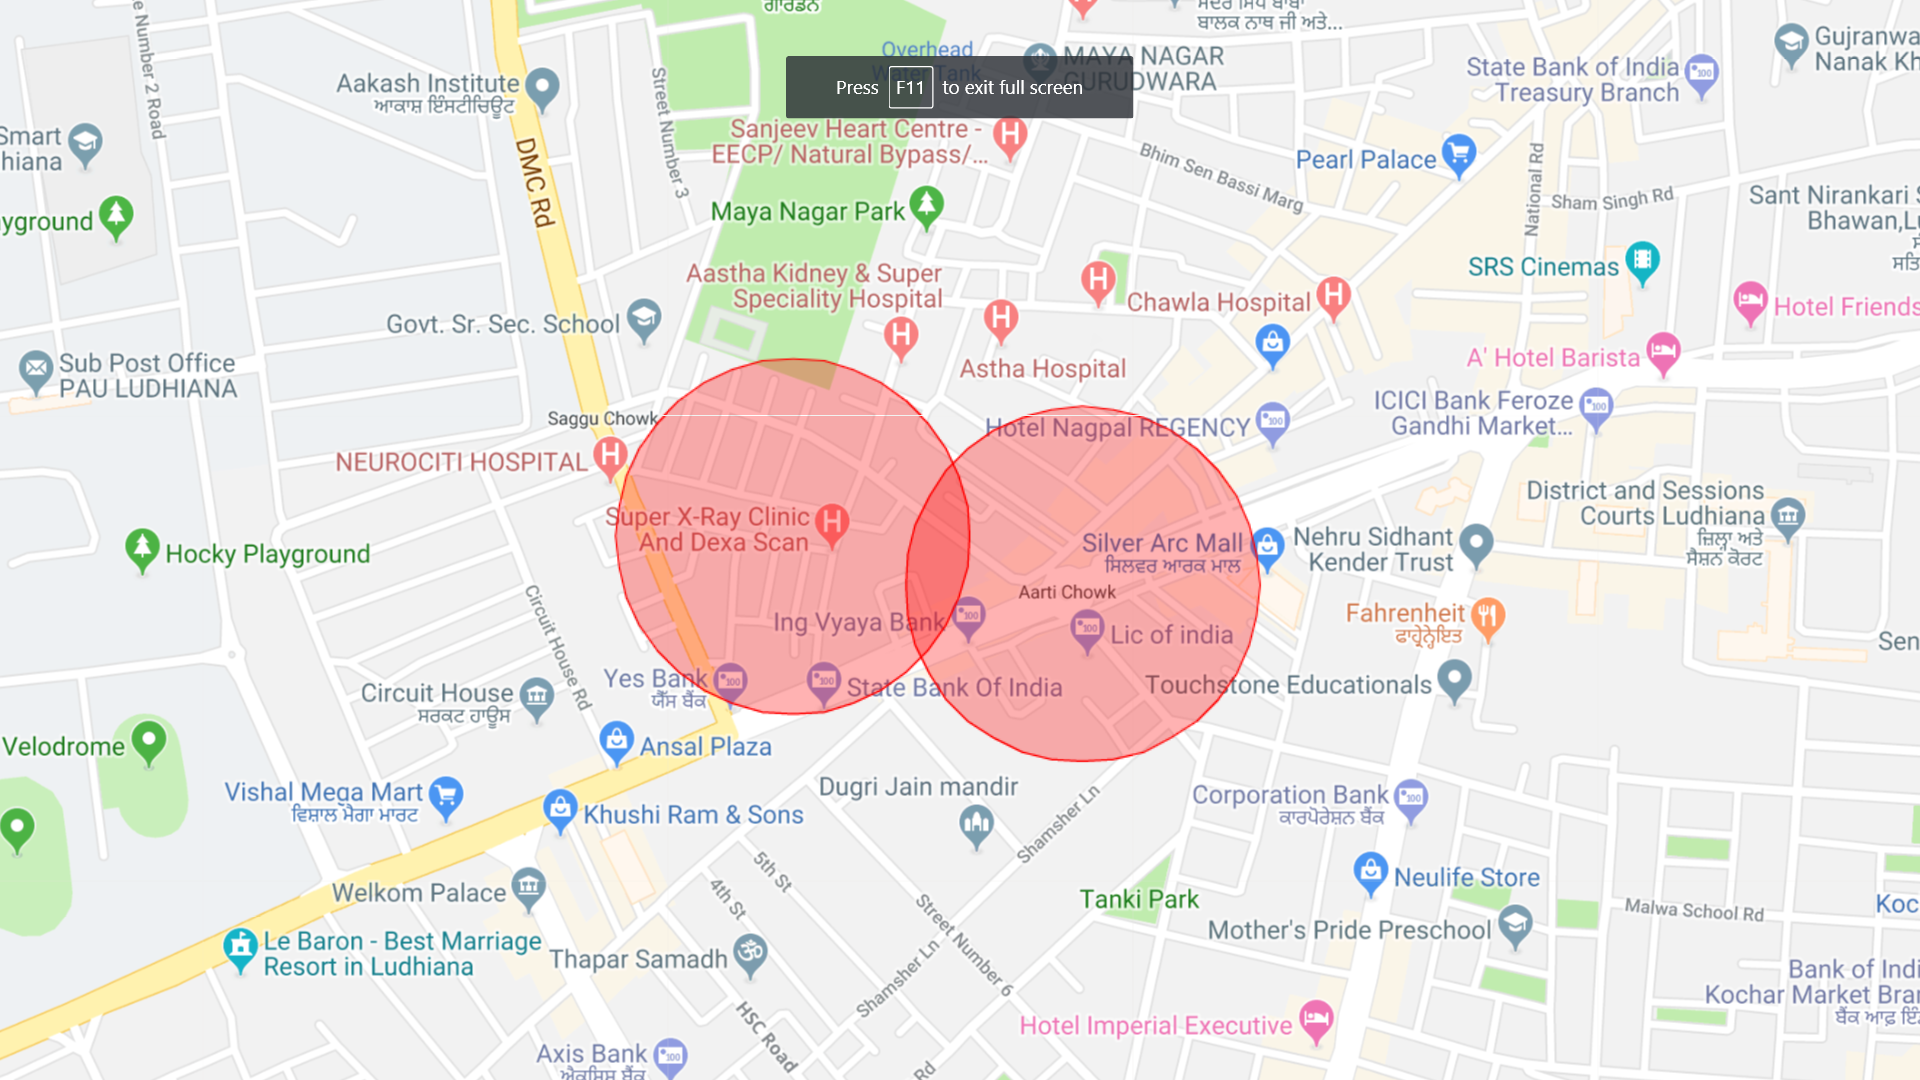 ਗਾਰਡਨ
ਬਾਲਕ ਨਾਥ ਜੀ ਅਤੇ...
Overhead
Water Tank
MAYA NAGAR
GURUDWARA
Press F11 to exit full screen
Gujranwa
Nanak Kh
State Bank of India
Treasury Branch
Aakash Institute
ਆਕਾਸ਼ ਇੰਸਟੀਚਿਊਟ
e Number 2 Road
Street Number 3
DMC Rd
Smart
hiana
Sanjeev Heart Centre -
EECP/ Natural Bypass/...
Bhim Sen Bassi Marg
Pearl Palace
National Rd
Sham Singh Rd
Sant Nirankari S
Bhawan,Lu
ਸਤਿ
yground
Maya Nagar Park
Aastha Kidney & Super
Speciality Hospital
Chawla Hospital
SRS Cinemas
Hotel Friends
Govt. Sr. Sec. School
Sub Post Office
PAU LUDHIANA
Astha Hospital
A' Hotel Barista
ICICI Bank Feroze
Gandhi Market...
Saggu Chowk
Hotel Nagpal REGENCY
NEUROCITI HOSPITAL
Super X-Ray Clinic
And Dexa Scan
District and Sessions
Courts Ludhiana
ਜ਼ਿਲ੍ਹਾ ਅਤੇ
ਸੈਸ਼ਨ ਕੋਰਟ
Hocky Playground
Silver Arc Mall
ਸਿਲਵਰ ਆਰਕ ਮਾਲ
Nehru Sidhant
Kender Trust
Aarti Chowk
Circuit House Rd
Ing Vyaya Bank
Lic of india
Fahrenheit
ਫਾਰ੍ਹੇਨੇਇਤ
Sen
Yes Bank
ਯੈੱਸ ਬੈਂਕ
State Bank Of India
Touchstone Educationals
Circuit House
ਸਰਕਟ ਹਾਊਸ
Velodrome
Ansal Plaza
Vishal Mega Mart
ਵਿਸ਼ਾਲ ਮੈਗਾ ਮਾਰਟ
Khushi Ram & Sons
Dugri Jain mandir
Shamsher Ln
Corporation Bank
ਕਾਰਪੋਰੇਸ਼ਨ ਬੈਂਕ
Welkom Palace
5th St
4th St
Street Number 6
Tanki Park
Neulife Store
Malwa School Rd
Koc
Mother's Pride Preschool
Le Baron - Best Marriage
Resort in Ludhiana
Thapar Samadh
Shamsher Ln
HSC Road
Bank of Indi
Kochar Market Bran
ਬੈਂਕ ਆਫ਼ ਇੰ
Hotel Imperial Executive
Axis Bank
ਐਕਸਿਸ ਬੈਂਕ
Rd